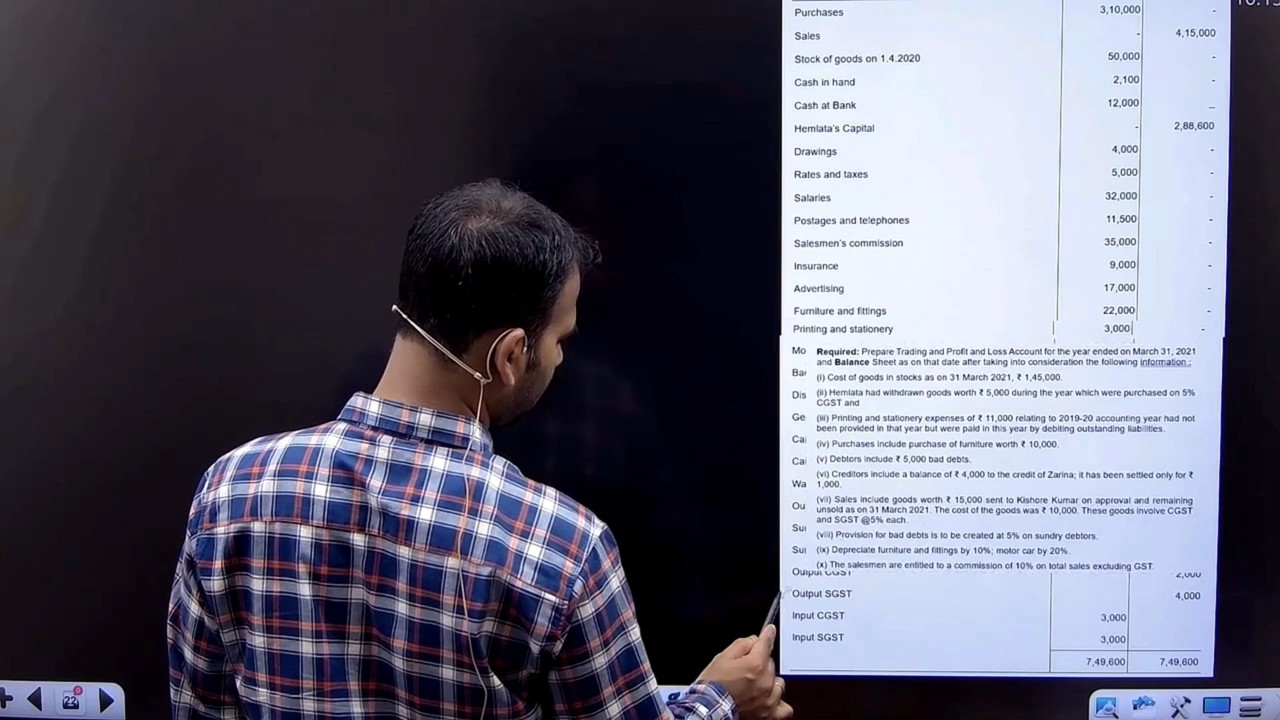 Purchases 3,10,000 -
Sales - 4,15,000
Stock of goods on 1.4.2020 50,000 -
Cash in hand 2,100 -
Cash at Bank 12,000 _
Hemlata's Capital - 2,88,600
Drawings 4,000 -
Rates and taxes 5,000 -
Salaries 32,000 -
Postages and telephones 11,500 -
Salesmen's commission 35,000 -
Insurance 9,000 -
Advertising 17,000 -
Furniture and fittings 22,000 -
Printing and stationery 3,000 -
Mo
Required: Prepare Trading and Profit and Loss Account for the year ended on March 31, 2021
and Balance Sheet as on that date after taking into consideration the following information :
(i) Cost of goods in stocks as on 31 March 2021, ₹ 1,45,000.
Dis
(ii) Hemlata had withdrawn goods worth ₹ 5,000 during the year which were purchased on 5%
CGST and
Ge
(iii) Printing and stationery expenses of ₹ 11,000 relating to 2019-20 accounting year had not
been provided in that year but were paid in this year by debiting outstanding liabilities.
Ca
(iv) Purchases include purchase of furniture worth ₹ 10,000.
Ca
(v) Debtors include ₹ 5,000 bad debts.
(vi) Creditors include a balance of ₹ 4,000 to the credit of Zarina; it has been settled only for ₹
Wa
1,000.
(vii) Sales include goods worth ₹ 15,000 sent to Kishore Kumar on approval and remaining
Ou
unsold as on 31 March 2021. The cost of the goods was ₹ 10,000. These goods involve CGST
and SGST @5% each.
(viii) Provision for bad debts is to be created at 5% on sundry debtors.
(ix) Depreciate furniture and fittings by 10%; motor car by 20%.
(x) The salesmen are entitled to a commission of 10% on total sales excluding GST.
Output CGST 2,000
Output SGST 4,000
Input CGST 3,000
Input SGST 3,000
7,49,600 7,49,600
22